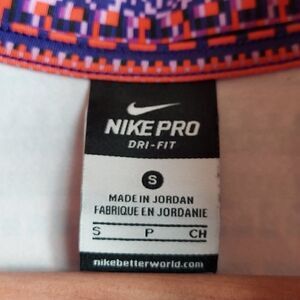 NIKE PRO
DRI-FIT
S
MADE IN JORDAN
FABRIQUE EN JORDANIE
S P CH
nikebetterworld.com